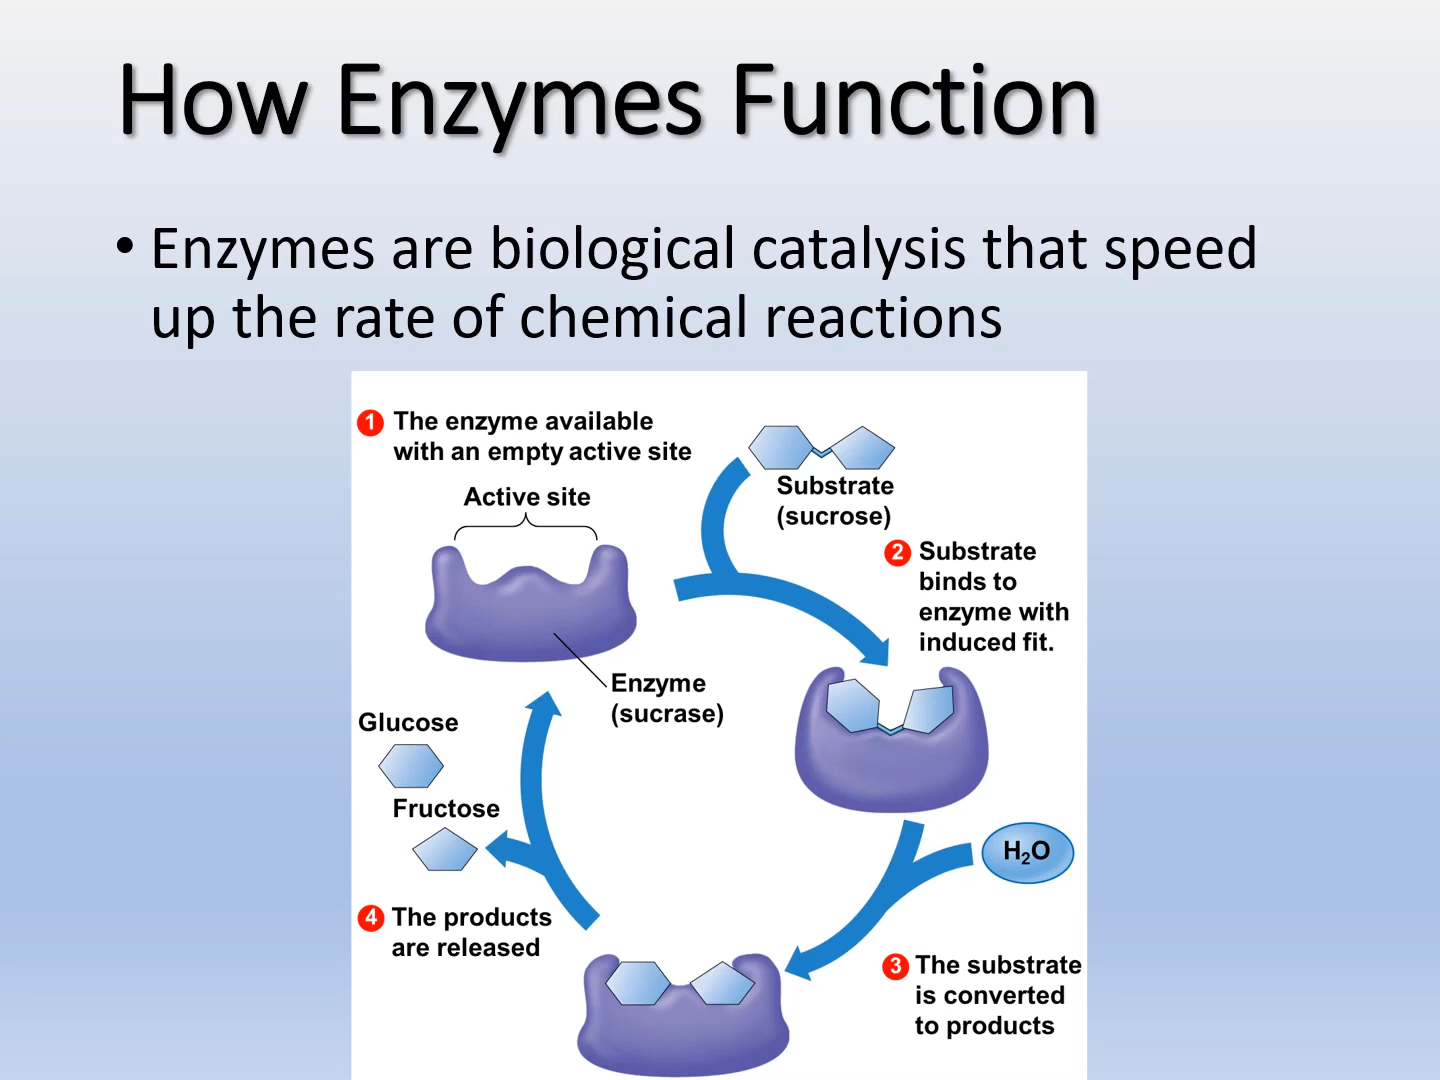 How Enzymes Function
• Enzymes are biological catalysis that speed
up the rate of chemical reactions
1 The enzyme available
with an empty active site
Active site
Substrate
(sucrose)
2 Substrate
binds to
enzyme with
induced fit.
Enzyme
(sucrase)
Glucose
Fructose
H₂O
4 The products
are released
3 The substrate
is converted
to products